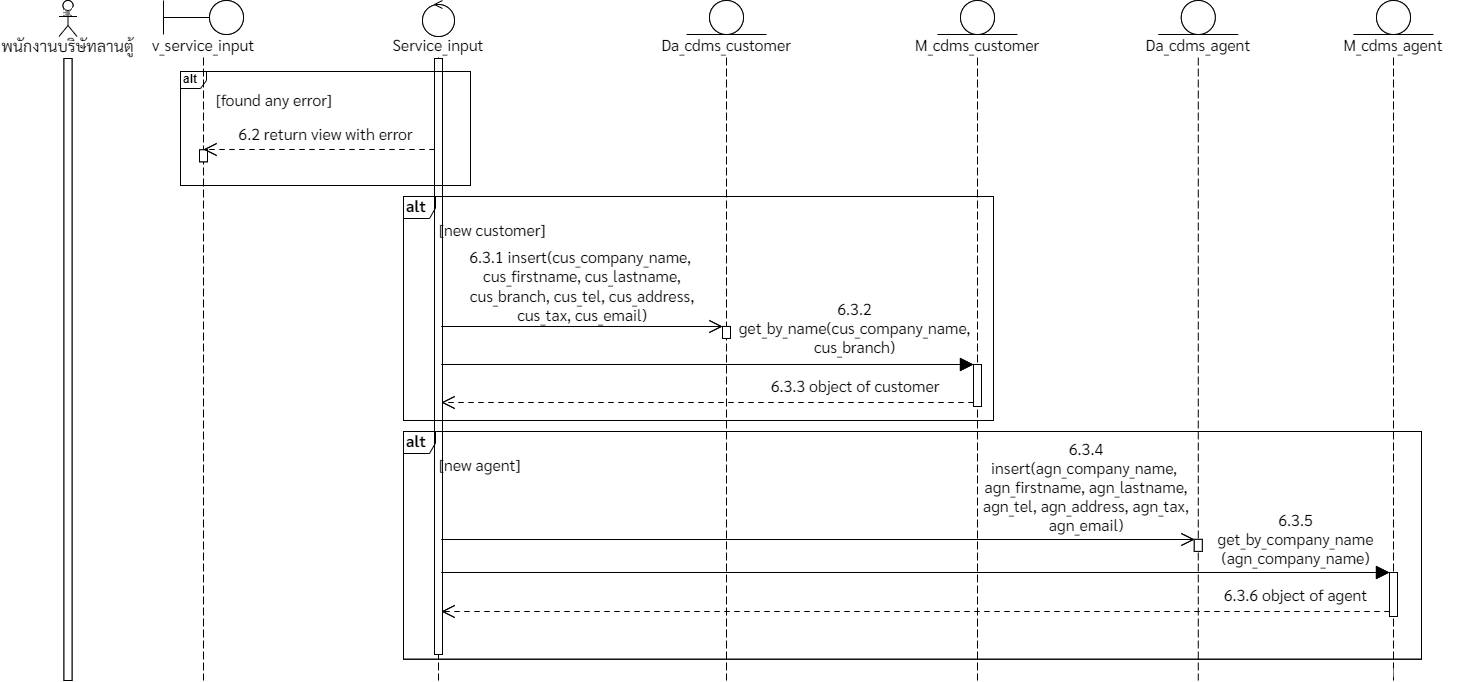 พนักงานบริษัทลานตู้
v_service_input
Service_input
Da_cdms_customer
M_cdms_customer
Da_cdms_agent
M_cdms_agent
alt
[found any error]
6.2 return view with error
alt
[new customer]
6.3.1 insert(cus_company_name,
cus_firstname, cus_lastname,
cus_branch, cus_tel, cus_address,
cus_tax, cus_email)
6.3.2
get_by_name(cus_company_name,
cus_branch)
6.3.3 object of customer
alt
[new agent]
6.3.4
insert(agn_company_name,
agn_firstname, agn_lastname,
agn_tel, agn_address, agn_tax,
agn_email)
6.3.5
get_by_company_name
(agn_company_name)
6.3.6 object of agent